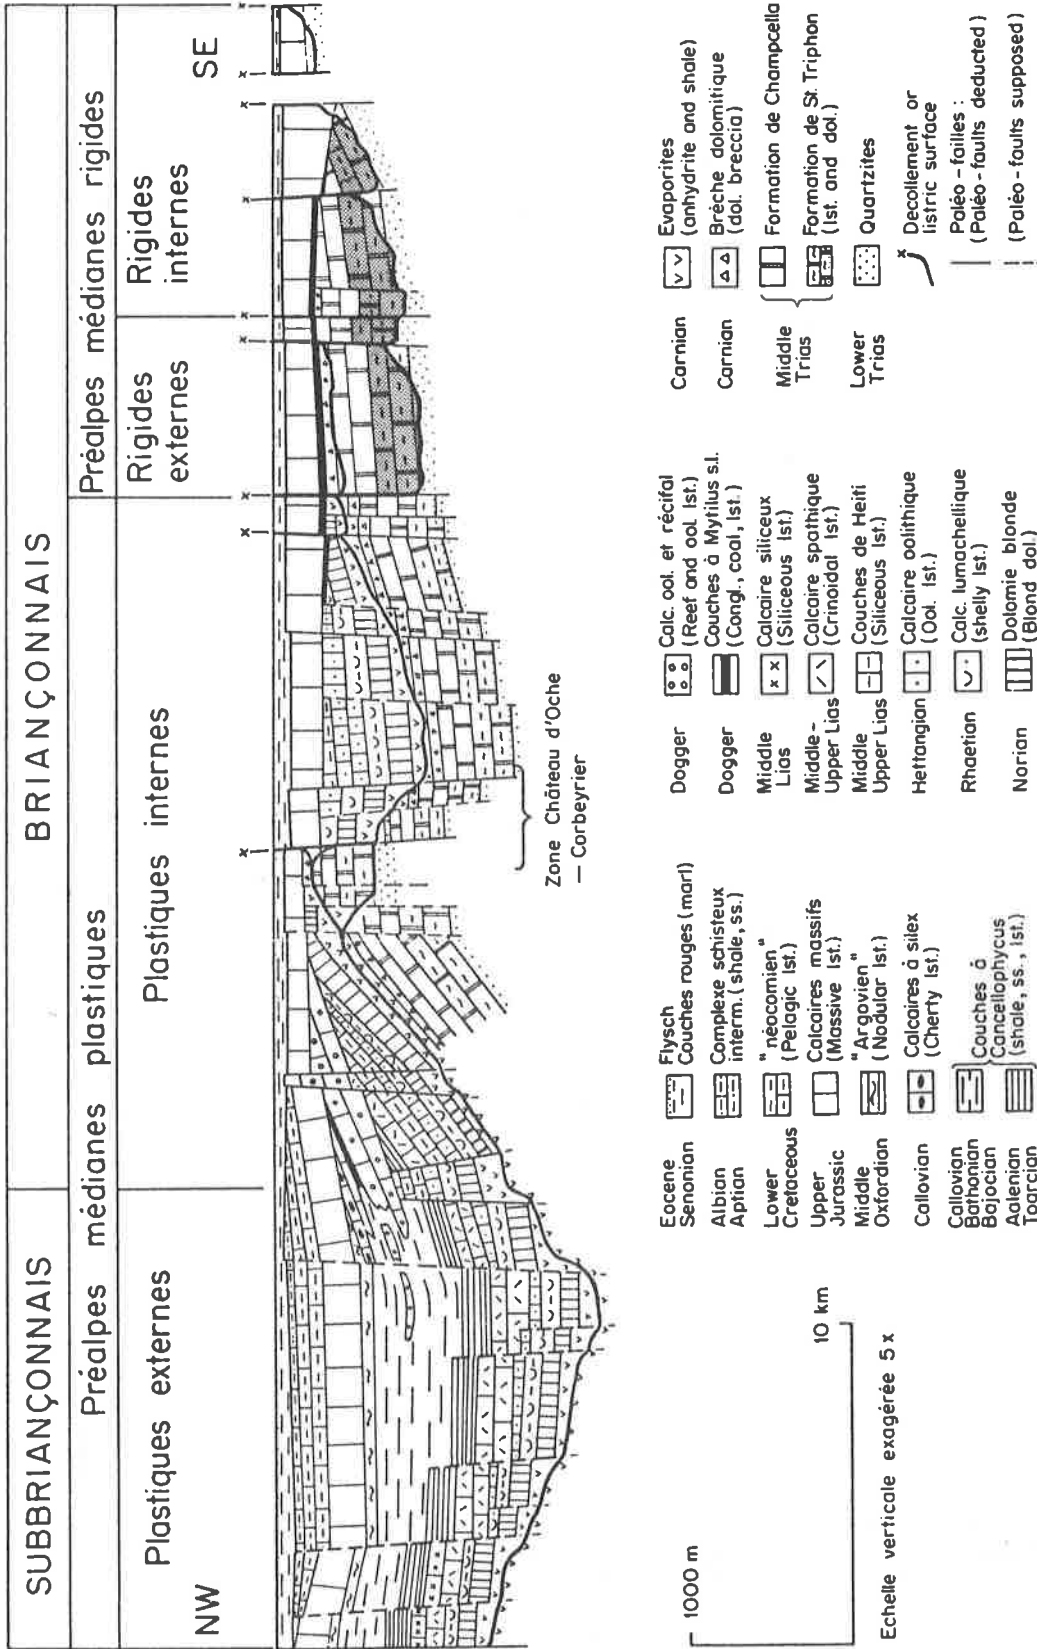 SUBBRIANÇONNAIS
BRIANÇONNAIS
Préalpes médianes plastiques
Préalpes médianes rigides
Plastiques externes
Plastiques internes
Rigides
externes
Rigides
internes
NW
SE
Zone Château d'Oche
— Corbeyrier
1000 m
10 km
Echelle verticale exagérée 5x
Eocene
Senonian
Flysch
Couches rouges (marl)
Albian
Aptian
Complexe schisteux
interm. (shale, ss.)
Lower
Cretaceous
"néocomien"
(Pelagic lst.)
Upper
Jurassic
Calcaires massifs
(Massive lst.)
Middle
Oxfordian
"Argovien"
(Nodular lst.)
Callovian
Calcaires à silex
(Cherty lst.)
Callovian
Bathonian
Bajocian
Aalenian
Toarcian
Couches à
Cancellophycus
(shale, ss., lst.)
Dogger
Calc. ool. et récifal
(Reef and ool. lst.)
Dogger
Couches à Mytilus s.l.
(Congl., coal, lst.)
Middle
Lias
Calcaire siliceux
(Siliceous lst.)
Middle-
Upper Lias
Calcaire spathique
(Crinoidal lst.)
Middle
Upper Lias
Couches de Heiti
(Siliceous lst.)
Hettangian
Calcaire oolithique
(Ool. lst.)
Rhaetian
Calc. lumachellique
(shelly lst.)
Norian
Dolomie blonde
(Blond dol.)
Carnian
Evaporites
(anhydrite and shale)
Carnian
Brèche dolomitique
(dol. breccia)
Middle
Trias
Formation de Champcella
Formation de St. Triphon
(lst. and dol.)
Lower
Trias
Quartzites
Decollement or
listric surface
Paléo-failles :
(Paléo-faults deducted)
(Paléo-faults supposed)